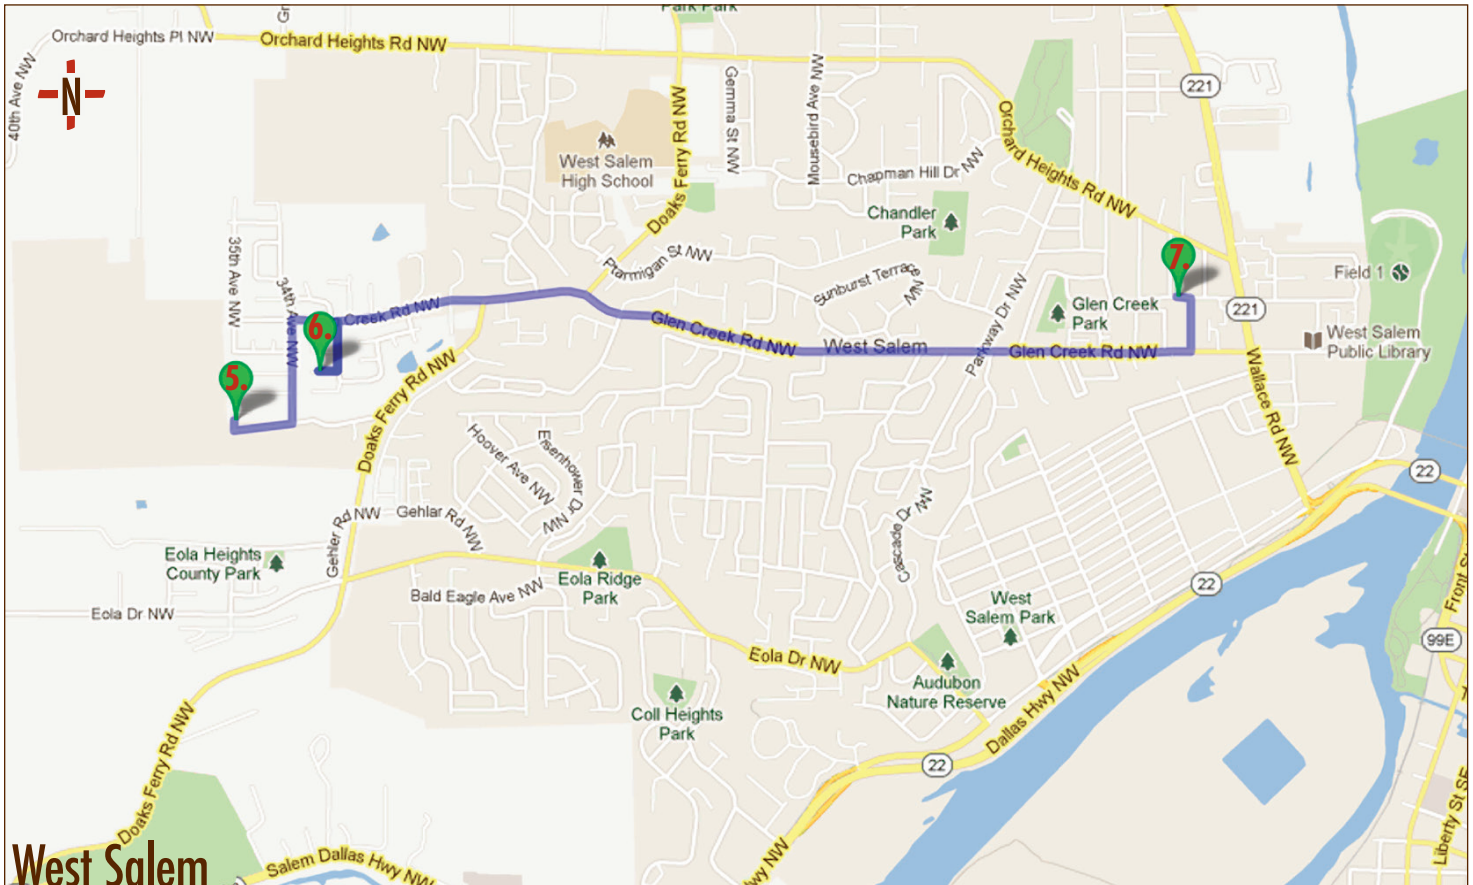 Park Park
Orchard Heights Pl NW
Orchard Heights Rd NW
Gr
40th Ave NW
N
221
West Salem
High School
Doaks Ferry Rd NW
Gemma St NW
Mousebird Ave NW
Chapman Hill Dr NW
Orchard Heights Rd NW
Chandler
Park
35th Ave NW
34th Ave NW
Ptarmigan St NW
Sunburst Terrace
NW
Parkway Dr NW
7.
Field 1
Glen Creek
Park
221
West Salem
Public Library
6.
Creek Rd NW
Glen Creek Rd NW
West Salem
Glen Creek Rd NW
5.
Doaks Ferry Rd NW
Wallace Rd NW
Hoover Ave NW
Eisenhower Dr NW
22
Gehler Rd NW
Gehlar Rd NW
Cascade Dr NW
Eola Heights
County Park
Eola Ridge
Park
Bald Eagle Ave NW
West
Salem Park
22
Front S
Eola Dr NW
99E
Eola Dr NW
Audubon
Nature Reserve
Coll Heights
Park
Dallas Hwy NW
22
Doaks Ferry Rd NW
Liberty St SE
West Salem
Salem Dallas Hwy NW
Hwy NW